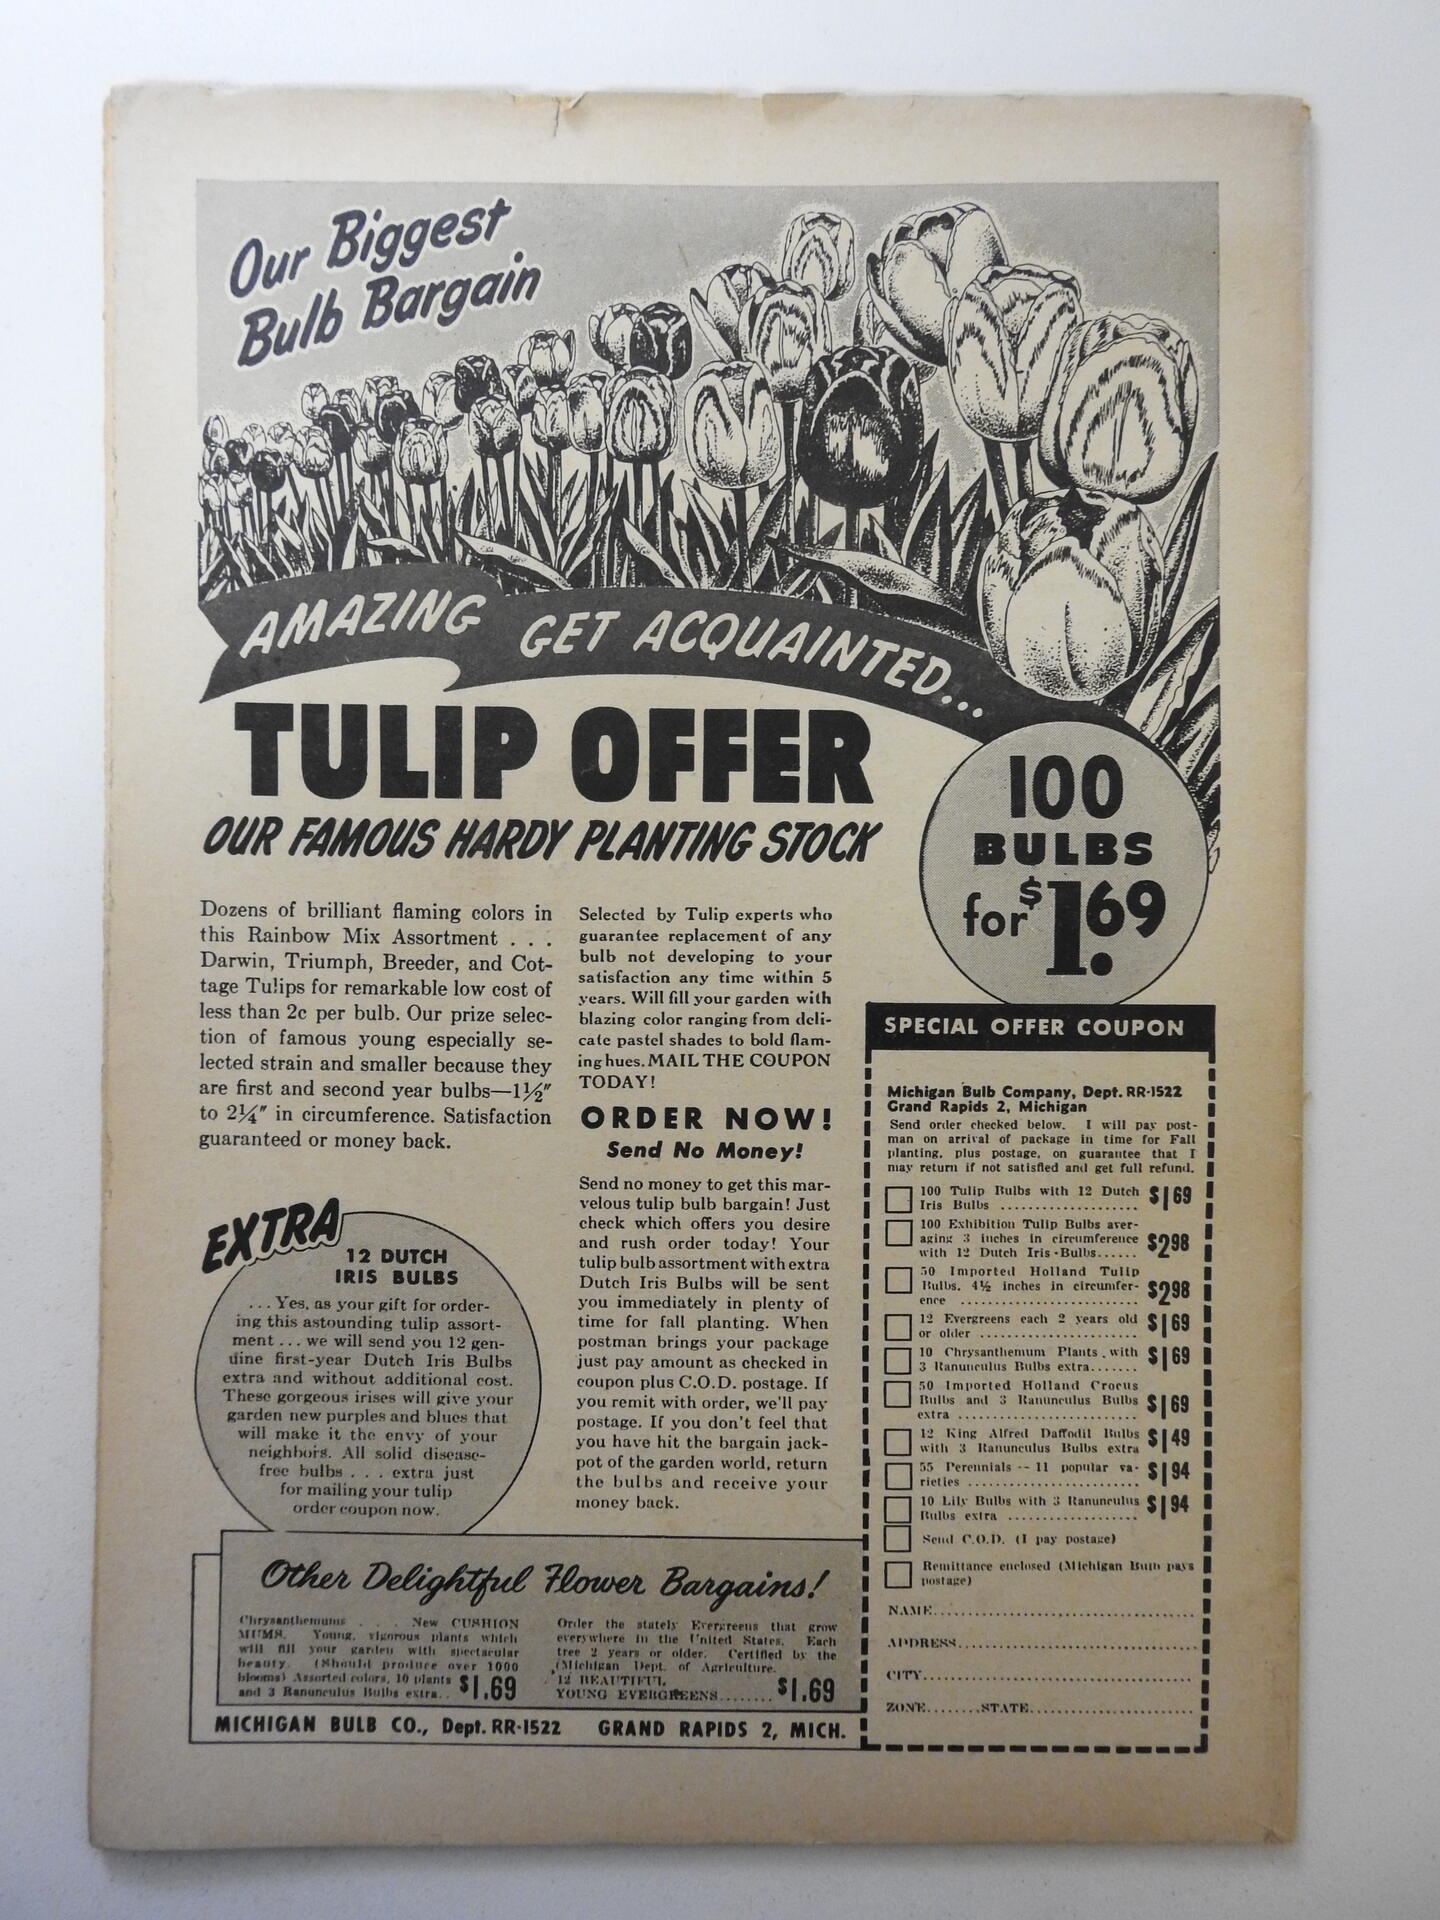 Our Biggest
Bulb Bargain
AMAZING GET ACQUAINTED...
TULIP OFFER
OUR FAMOUS HARDY PLANTING STOCK
100
BULBS
for $1.69
Dozens of brilliant flaming colors in
this Rainbow Mix Assortment . . .
Darwin, Triumph, Breeder, and Cot-
tage Tulips for remarkable low cost of
less than 2c per bulb. Our prize selec-
tion of famous young especially se-
lected strain and smaller because they
are first and second year bulbs—1½″
to 2¼″ in circumference. Satisfaction
guaranteed or money back.
EXTRA
12 DUTCH
IRIS BULBS
... Yes, as your gift for order-
ing this astounding tulip assort-
ment ... we will send you 12 gen-
uine first-year Dutch Iris Bulbs
extra and without additional cost.
These gorgeous irises will give your
garden new purples and blues that
will make it the envy of your
neighbors. All solid disease-
free bulbs . . . extra just
for mailing your tulip
order coupon now.
Selected by Tulip experts who
guarantee replacement of any
bulb not developing to your
satisfaction any time within 5
years. Will fill your garden with
blazing color ranging from deli-
cate pastel shades to bold flam-
ing hues. MAIL THE COUPON
TODAY!
ORDER NOW!
Send No Money!
Send no money to get this mar-
velous tulip bulb bargain! Just
check which offers you desire
and rush order today! Your
tulip bulb assortment with extra
Dutch Iris Bulbs will be sent
you immediately in plenty of
time for fall planting. When
postman brings your package
just pay amount as checked in
coupon plus C.O.D. postage. If
you remit with order, we'll pay
postage. If you don't feel that
you have hit the bargain jack-
pot of the garden world, return
the bulbs and receive your
money back.
Other Delightful Flower Bargains!
Chrysanthemums . . . New CUSHION
MUMS. Young, vigorous plants which
will fill your garden with spectacular
beauty. (Should produce over 1000
blooms) Assorted colors, 10 plants
and 3 Ranunculus Bulbs extra.. $1.69
Order the stately Evergreens that grow
everywhere in the United States. Each
tree 2 years or older. Certified by the
(Michigan Dept. of Agriculture.
12 BEAUTIFUL
YOUNG EVERGREENS........ $1.69
MICHIGAN BULB CO., Dept. RR-1522 GRAND RAPIDS 2, MICH.
SPECIAL OFFER COUPON
Michigan Bulb Company, Dept. RR-1522
Grand Rapids 2, Michigan
Send order checked below. I will pay post-
man on arrival of package in time for Fall
planting, plus postage, on guarantee that I
may return if not satisfied and get full refund.
100 Tulip Bulbs with 12 Dutch
Iris Bulbs .................... $1.69
100 Exhibition Tulip Bulbs aver-
aging 3 inches in circumference
with 12 Dutch Iris Bulbs...... $2.98
50 Imported Holland Tulip
Bulbs, 4½ inches in circumfer-
ence .......................... $2.98
12 Evergreens each 2 years old
or older ....................... $1.69
10 Chrysanthemum Plants with
3 Ranunculus Bulbs extra....... $1.69
50 Imported Holland Crocus
Bulbs and 3 Ranunculus Bulbs
extra .......................... $1.69
12 King Alfred Daffodil Bulbs
with 3 Ranunculus Bulbs extra $1.49
55 Perennials -- 11 popular va-
rieties ......................... $1.94
10 Lily Bulbs with 3 Ranunculus
Bulbs extra ................... $1.94
Send C.O.D. (I pay postage)
Remittance enclosed (Michigan Bulb pays
postage)
NAME.......................................
ADDRESS...................................
CITY........................................
ZONE........STATE........................